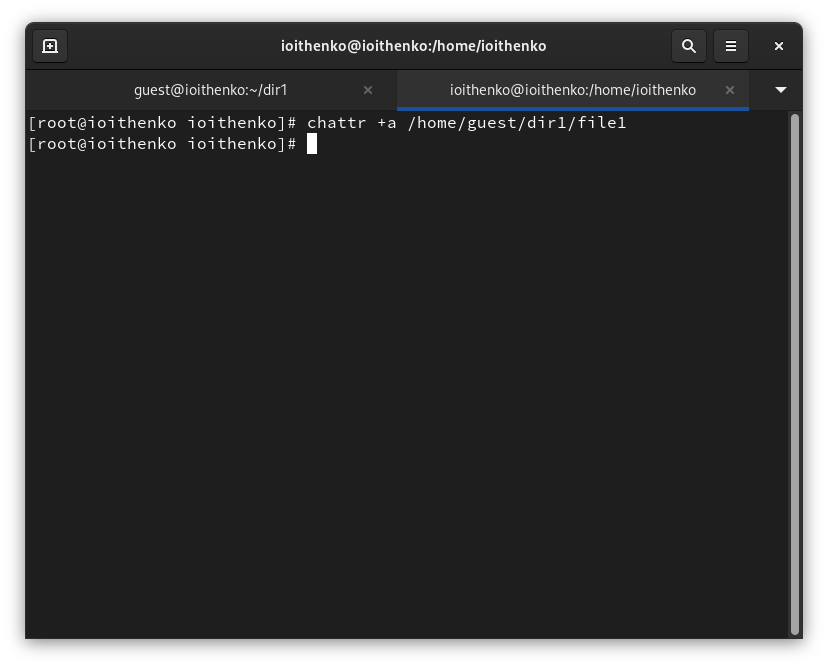 ioithenko@ioithenko:/home/ioithenko
guest@ioithenko:~/dir1
ioithenko@ioithenko:/home/ioithenko
[root@ioithenko ioithenko]# chattr +a /home/guest/dir1/file1
[root@ioithenko ioithenko]#